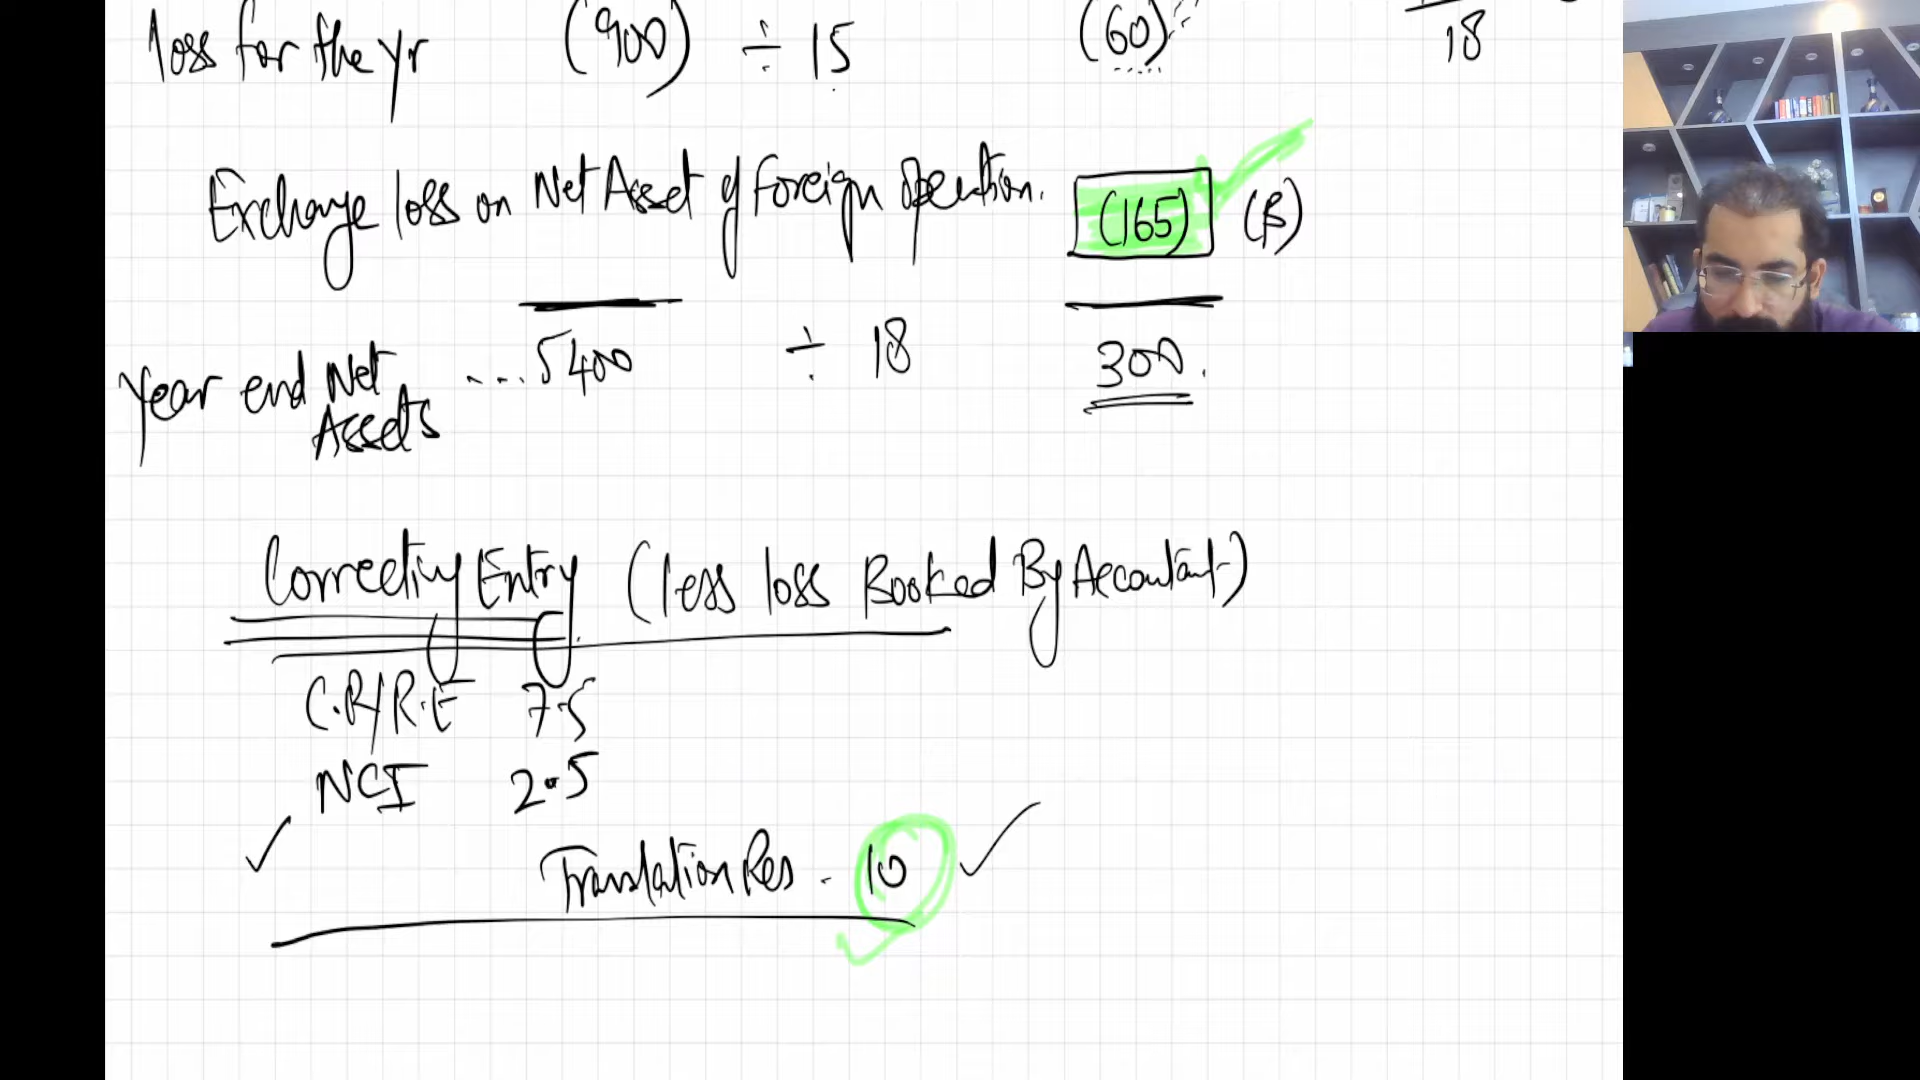 loss for the yr (900) ÷ 15 (60) 18
Exchange loss on Net Asset of Foreign Operation. (165) (B)
Year end Net Assets ... 5400 ÷ 18 300.
Correcting Entry (less loss Booked By Accountant)
C.P/R.E 7.5
NCI 2.5
Translation Res. 10